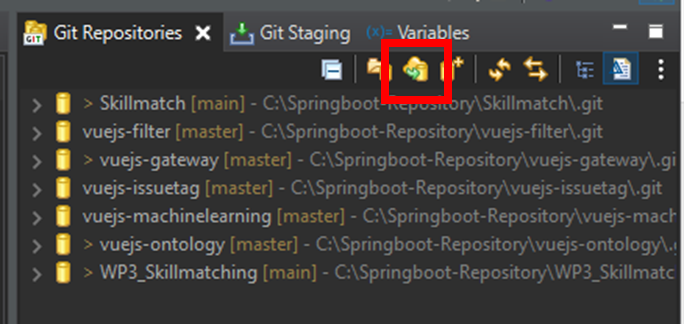 GIT Git Repositories Git Staging (x)= Variables
> Skillmatch [main] - C:\Springboot-Repository\Skillmatch\.git
vuejs-filter [master] - C:\Springboot-Repository\vuejs-filter\.git
> vuejs-gateway [master] - C:\Springboot-Repository\vuejs-gateway\.gi
vuejs-issuetag [master] - C:\Springboot-Repository\vuejs-issuetag\.git
vuejs-machinelearning [master] - C:\Springboot-Repository\vuejs-mach
> vuejs-ontology [master] - C:\Springboot-Repository\vuejs-ontology\.g
> WP3_Skillmatching [main] - C:\Springboot-Repository\WP3_Skillmatc